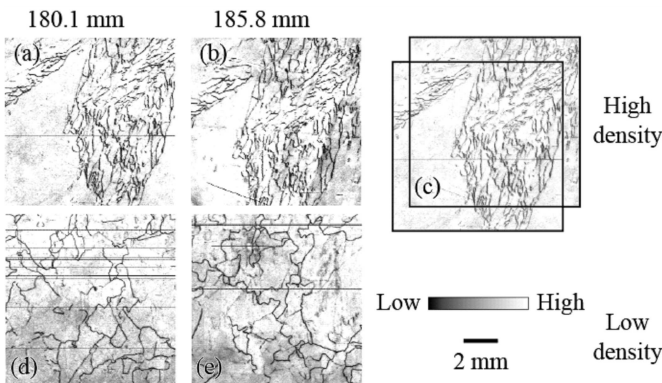 180.1 mm
185.8 mm
(a)
(b)
(c)
High
density
(d)
(e)
Low
High
2 mm
Low
density